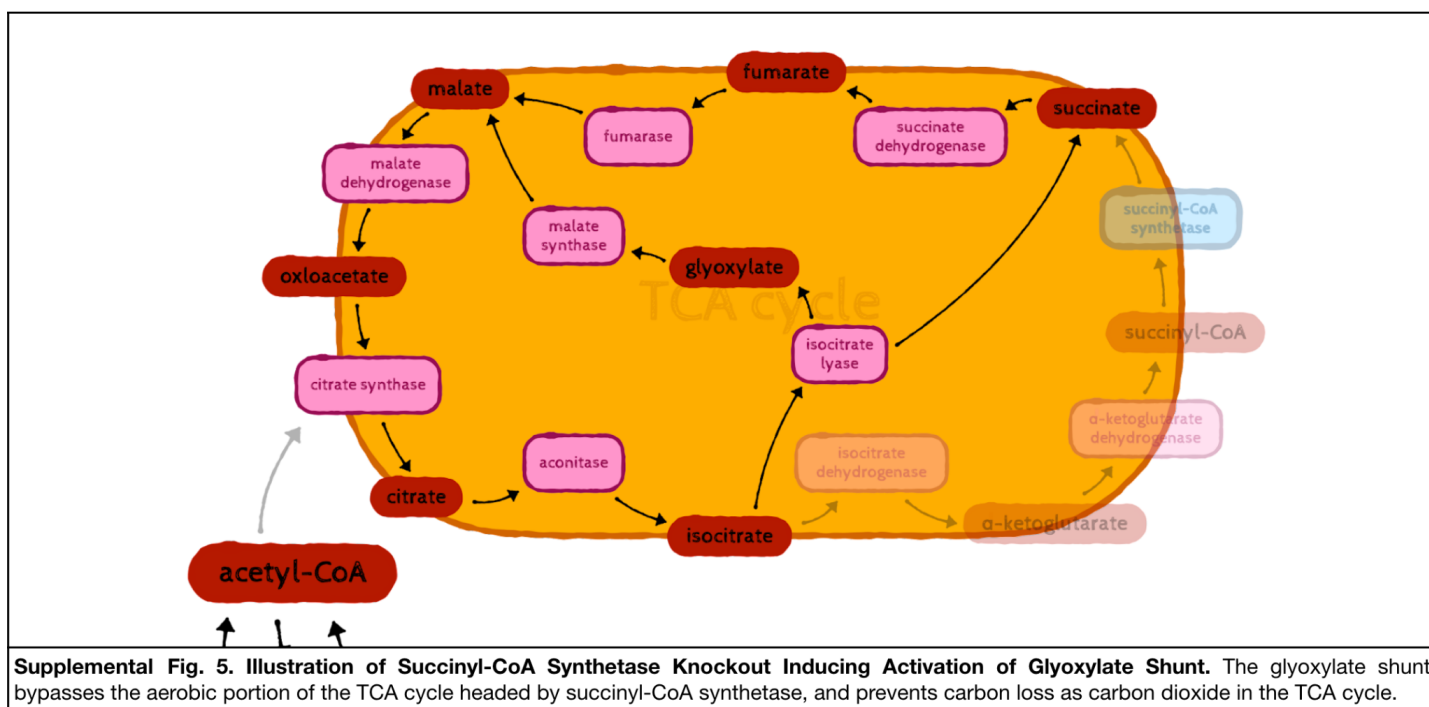 fumarate
malate
succinate
fumarase
succinate
dehydrogenase
malate
dehydrogenase
succinyl-CoA
synthetase
malate
synthase
oxloacetate
glyoxylate
TCA cycle
succinyl-CoA
isocitrate
lyase
citrate synthase
α-ketoglutarate
dehydrogenase
aconitase
isocitrate
dehydrogenase
citrate
isocitrate
α-ketoglutarate
acetyl-CoA
Supplemental Fig. 5. Illustration of Succinyl-CoA Synthetase Knockout Inducing Activation of Glyoxylate Shunt. The glyoxylate shunt
bypasses the aerobic portion of the TCA cycle headed by succinyl-CoA synthetase, and prevents carbon loss as carbon dioxide in the TCA cycle.